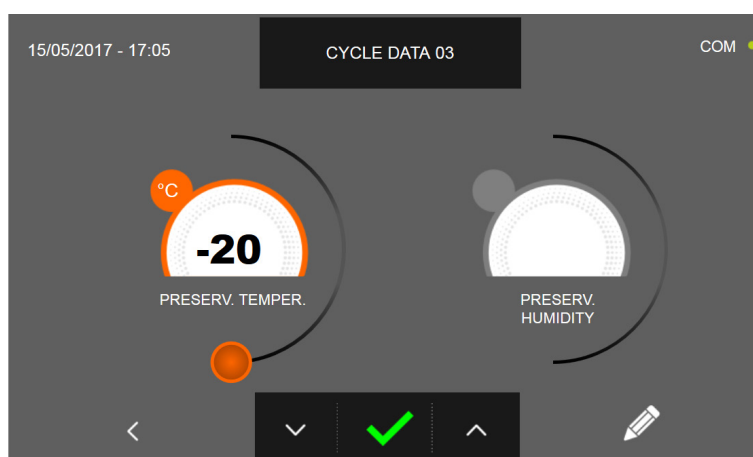 15/05/2017 - 17:05
CYCLE DATA 03
COM
°C
-20
PRESERV. TEMPER.
PRESERV.
HUMIDITY